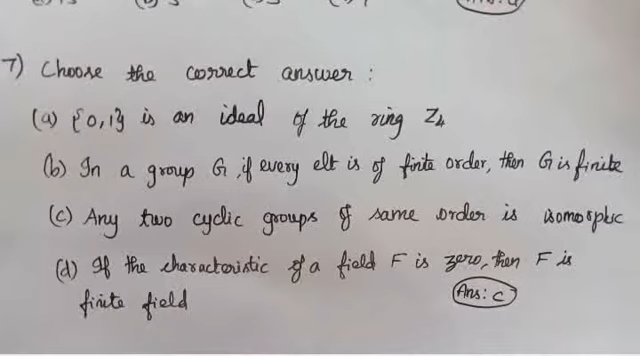 7) Choose the correct answer :
(a) {0,1} is an ideal of the ring Z4
(b) In a group G, if every elt is of finite order, then G is finite
(c) Any two cyclic groups of same order is isomorphic
(d) If the characteristic of a field F is zero, then F is
finite field
Ans: C